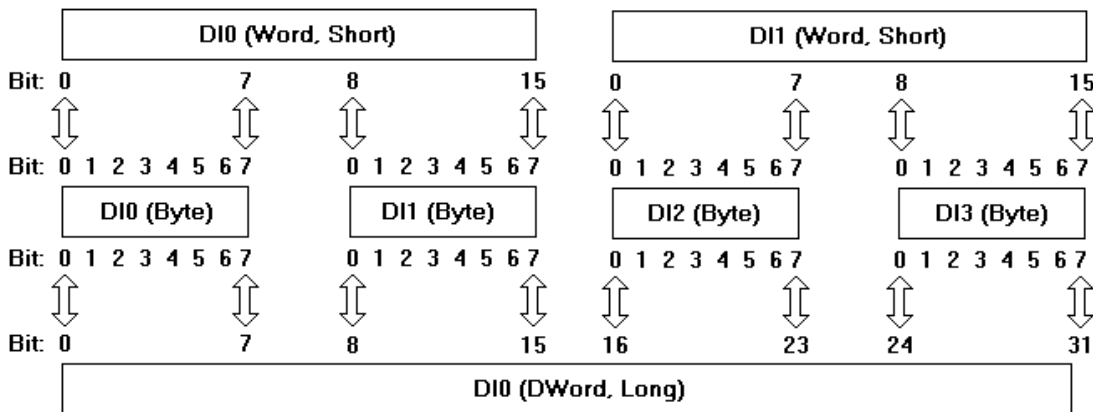 DI0 (Word, Short) DI1 (Word, Short)
Bit: 0 7 8 15 0 7 8 15
Bit: 0 1 2 3 4 5 6 7 0 1 2 3 4 5 6 7 0 1 2 3 4 5 6 7 0 1 2 3 4 5 6 7
DI0 (Byte) DI1 (Byte) DI2 (Byte) DI3 (Byte)
Bit: 0 1 2 3 4 5 6 7 0 1 2 3 4 5 6 7 0 1 2 3 4 5 6 7 0 1 2 3 4 5 6 7
Bit: 0 7 8 15 16 23 24 31
DI0 (DWord, Long)